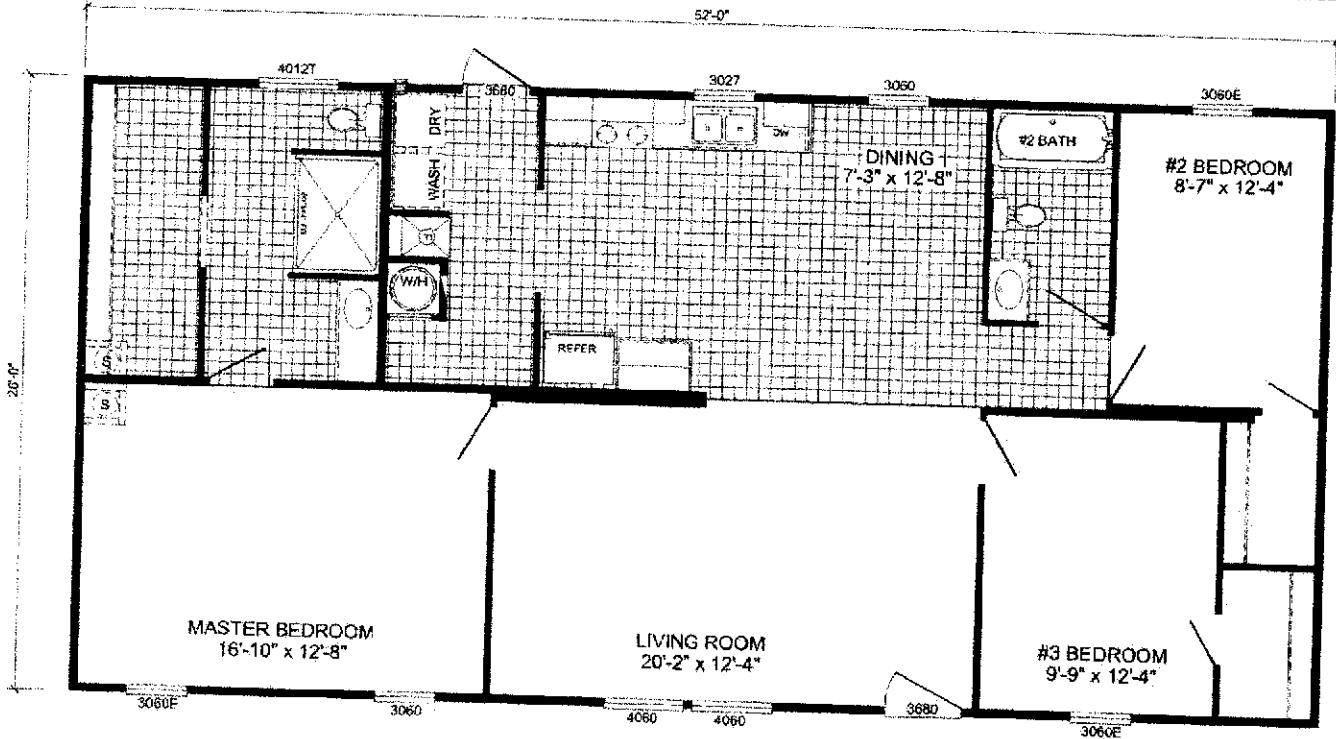 52'-0"
4012T
3680
3027
3060
3060E
DRY
WASH
DINING
7'-3" x 12'-8"
#2 BATH
#2 BEDROOM
8'-7" x 12'-4"
W/H
REFER
S
S
26'-0"
MASTER BEDROOM
16'-10" x 12'-8"
LIVING ROOM
20'-2" x 12'-4"
#3 BEDROOM
9'-9" x 12'-4"
3060E
3060
4060
4060
3680
3060E